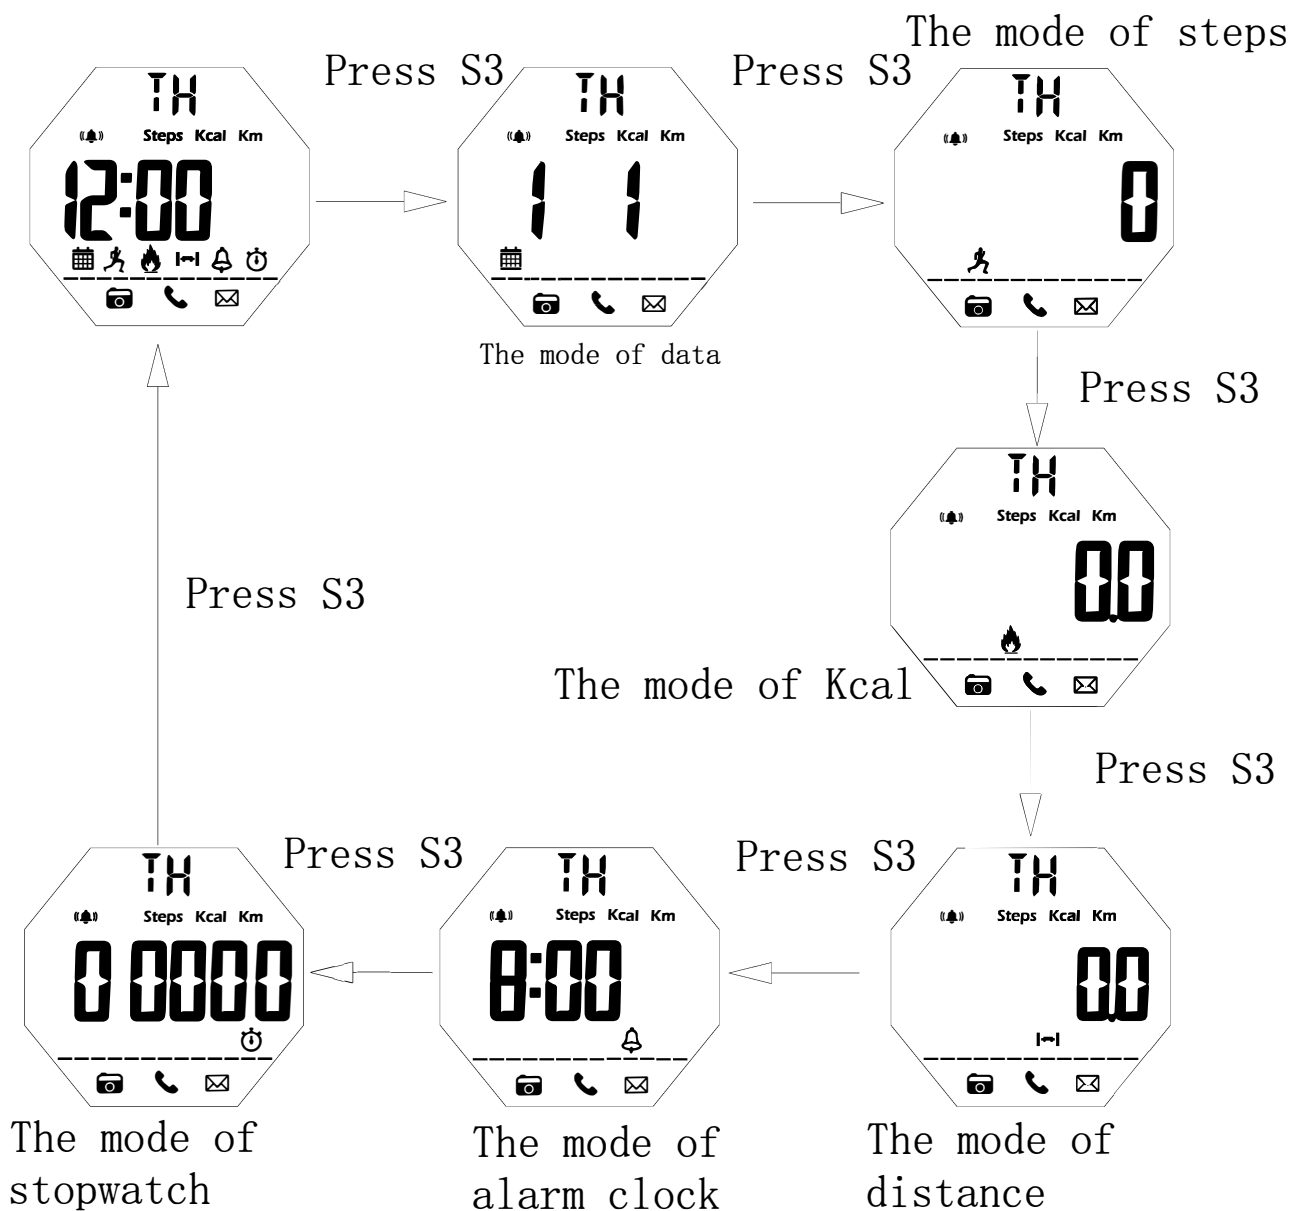 The mode of steps
Press S3
Press S3
TH
Steps Kcal Km
12:00
TH
Steps Kcal Km
1 1
TH
Steps Kcal Km
0
The mode of data
Press S3
TH
Steps Kcal Km
0.0
Press S3
The mode of Kcal
Press S3
Press S3
Press S3
TH
Steps Kcal Km
0 0000
TH
Steps Kcal Km
8:00
TH
Steps Kcal Km
0.0
The mode of
stopwatch
The mode of
alarm clock
The mode of
distance